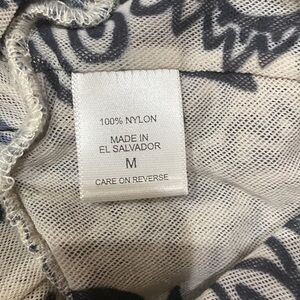 100% NYLON
MADE IN
EL SALVADOR
M
CARE ON REVERSE